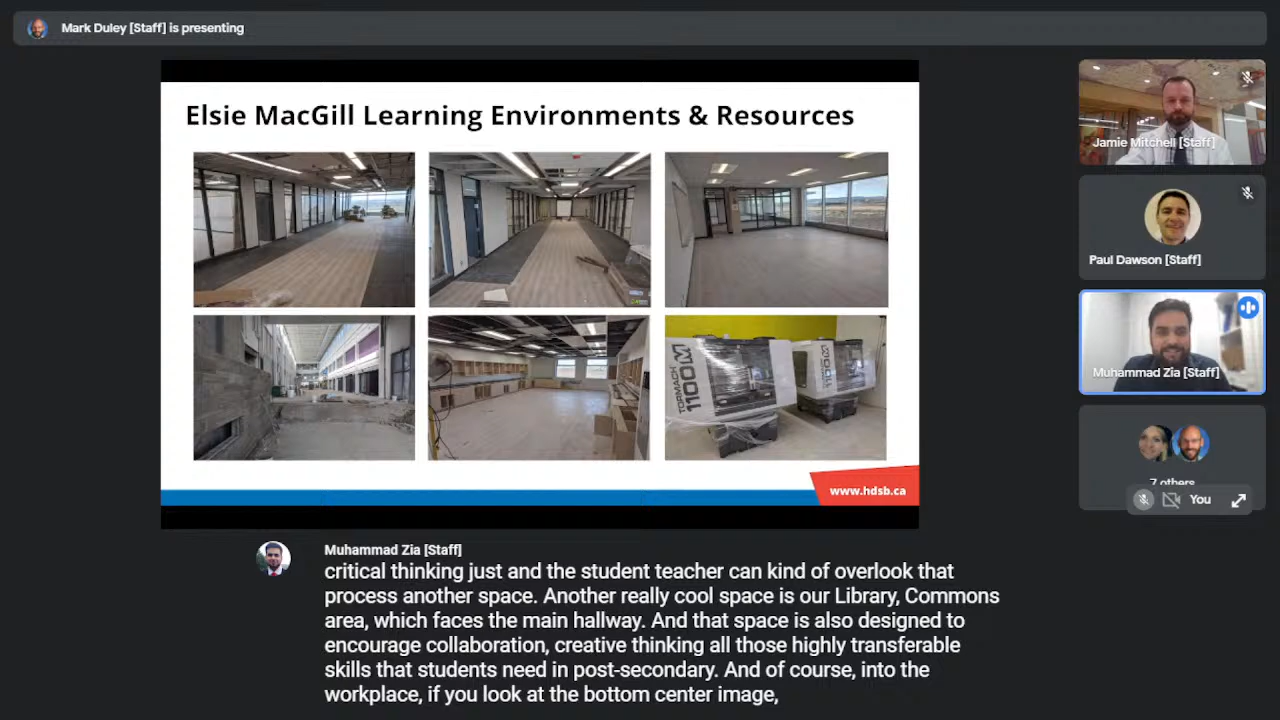 Mark Duley [Staff] is presenting
Elsie MacGill Learning Environments & Resources
TORMACH
1100M
www.hdsb.ca
Jamie Mitchell [Staff]
Paul Dawson [Staff]
Muhammad Zia [Staff]
7 others
You
Muhammad Zia [Staff]
critical thinking just and the student teacher can kind of overlook that
process another space. Another really cool space is our Library, Commons
area, which faces the main hallway. And that space is also designed to
encourage collaboration, creative thinking all those highly transferable
skills that students need in post-secondary. And of course, into the
workplace, if you look at the bottom center image,